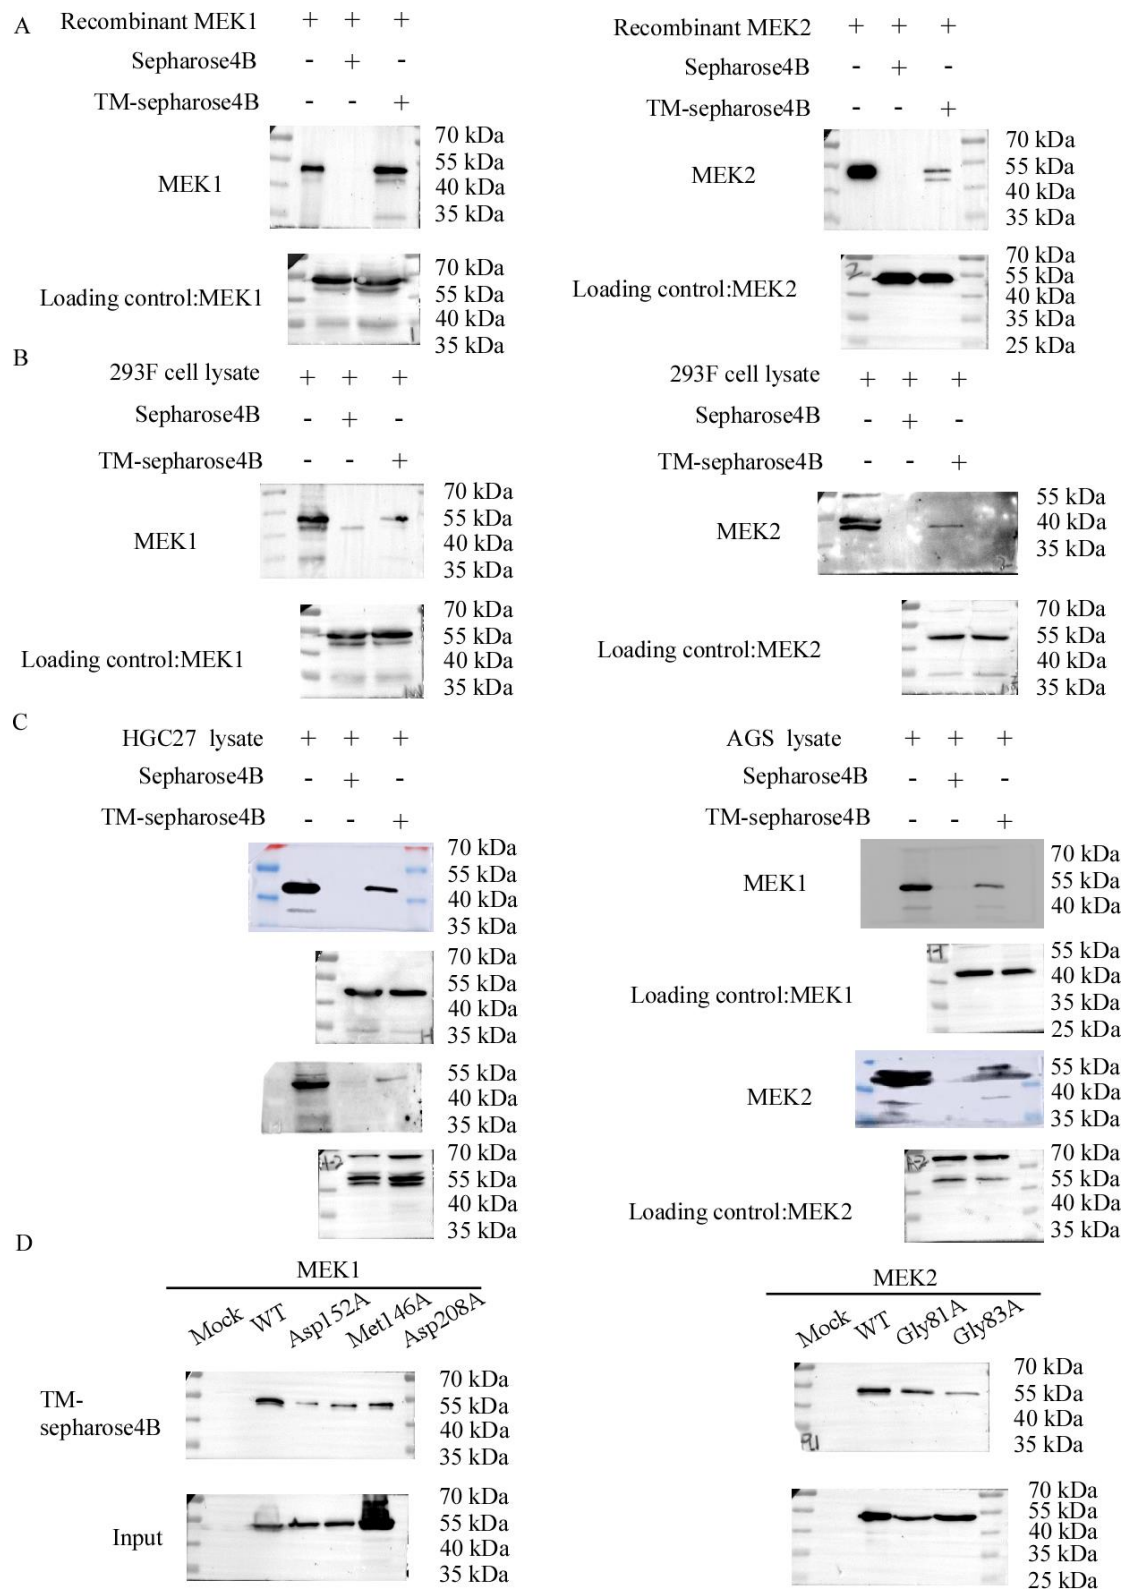 A
Recombinant MEK1 + + +
Sepharose4B - + -
TM-sepharose4B - - +
70 kDa
55 kDa
MEK1
40 kDa
35 kDa
70 kDa
Loading control:MEK1
55 kDa
40 kDa
35 kDa
Recombinant MEK2 + + +
Sepharose4B - + -
TM-sepharose4B - - +
70 kDa
55 kDa
MEK2
40 kDa
35 kDa
70 kDa
55 kDa
Loading control:MEK2
40 kDa
35 kDa
25 kDa
2
B
293F cell lysate + + +
Sepharose4B - + -
TM-sepharose4B - - +
70 kDa
55 kDa
MEK1
40 kDa
35 kDa
70 kDa
55 kDa
Loading control:MEK1
40 kDa
35 kDa
293F cell lysate + + +
Sepharose4B - + -
TM-sepharose4B - - +
55 kDa
MEK2
40 kDa
35 kDa
70 kDa
55 kDa
Loading control:MEK2
40 kDa
35 kDa
C
HGC27 lysate + + +
Sepharose4B - + -
TM-sepharose4B - - +
70 kDa
55 kDa
40 kDa
35 kDa
70 kDa
55 kDa
40 kDa
35 kDa
55 kDa
40 kDa
35 kDa
70 kDa
55 kDa
40 kDa
35 kDa
AGS lysate + + +
Sepharose4B - + -
TM-sepharose4B - - +
70 kDa
MEK1
55 kDa
40 kDa
55 kDa
40 kDa
Loading control:MEK1
35 kDa
25 kDa
55 kDa
MEK2
40 kDa
35 kDa
70 kDa
55 kDa
40 kDa
Loading control:MEK2
35 kDa
D
MEK1
Mock WT Asp152A Met146A Asp208A
TM-
sepharose4B
70 kDa
55 kDa
40 kDa
35 kDa
Input
70 kDa
55 kDa
40 kDa
35 kDa
MEK2
Mock WT Gly81A Gly83A
70 kDa
55 kDa
40 kDa
35 kDa
70 kDa
55 kDa
40 kDa
35 kDa
25 kDa